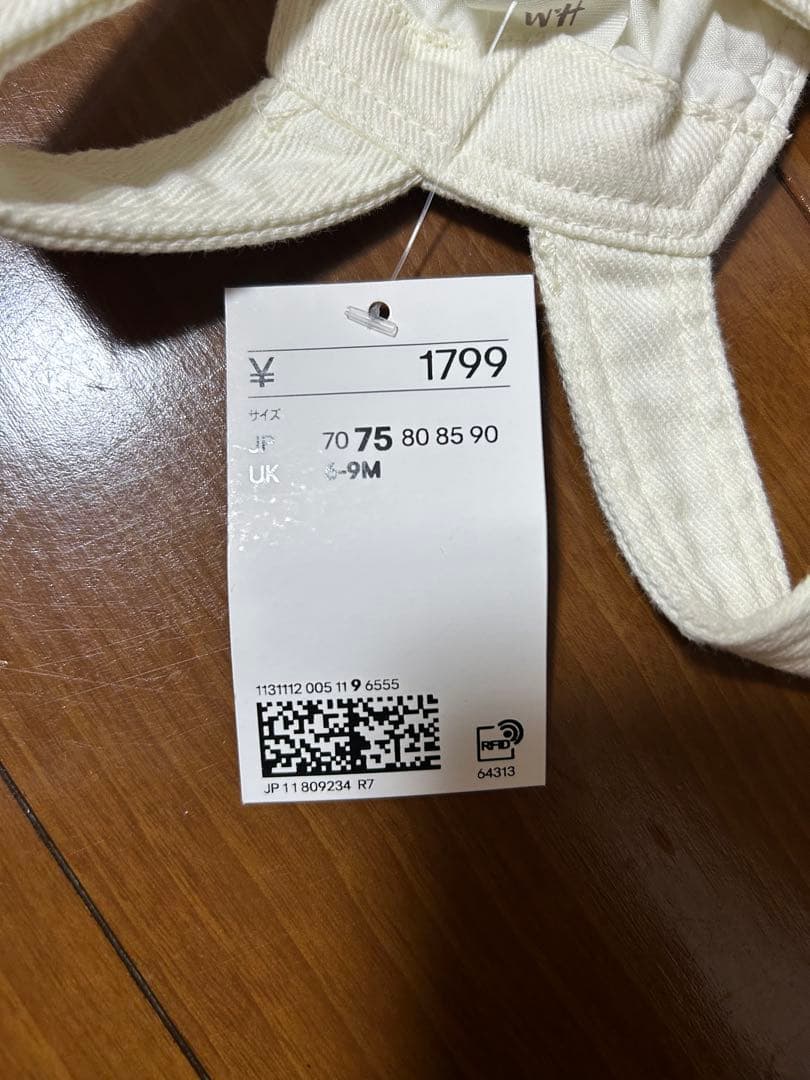 H&M
¥ 1799
サイズ
JP 70 75 80 85 90
UK 6-9M
1131112 005 11 9 6555
RFID
64313
JP 11 809234 R7